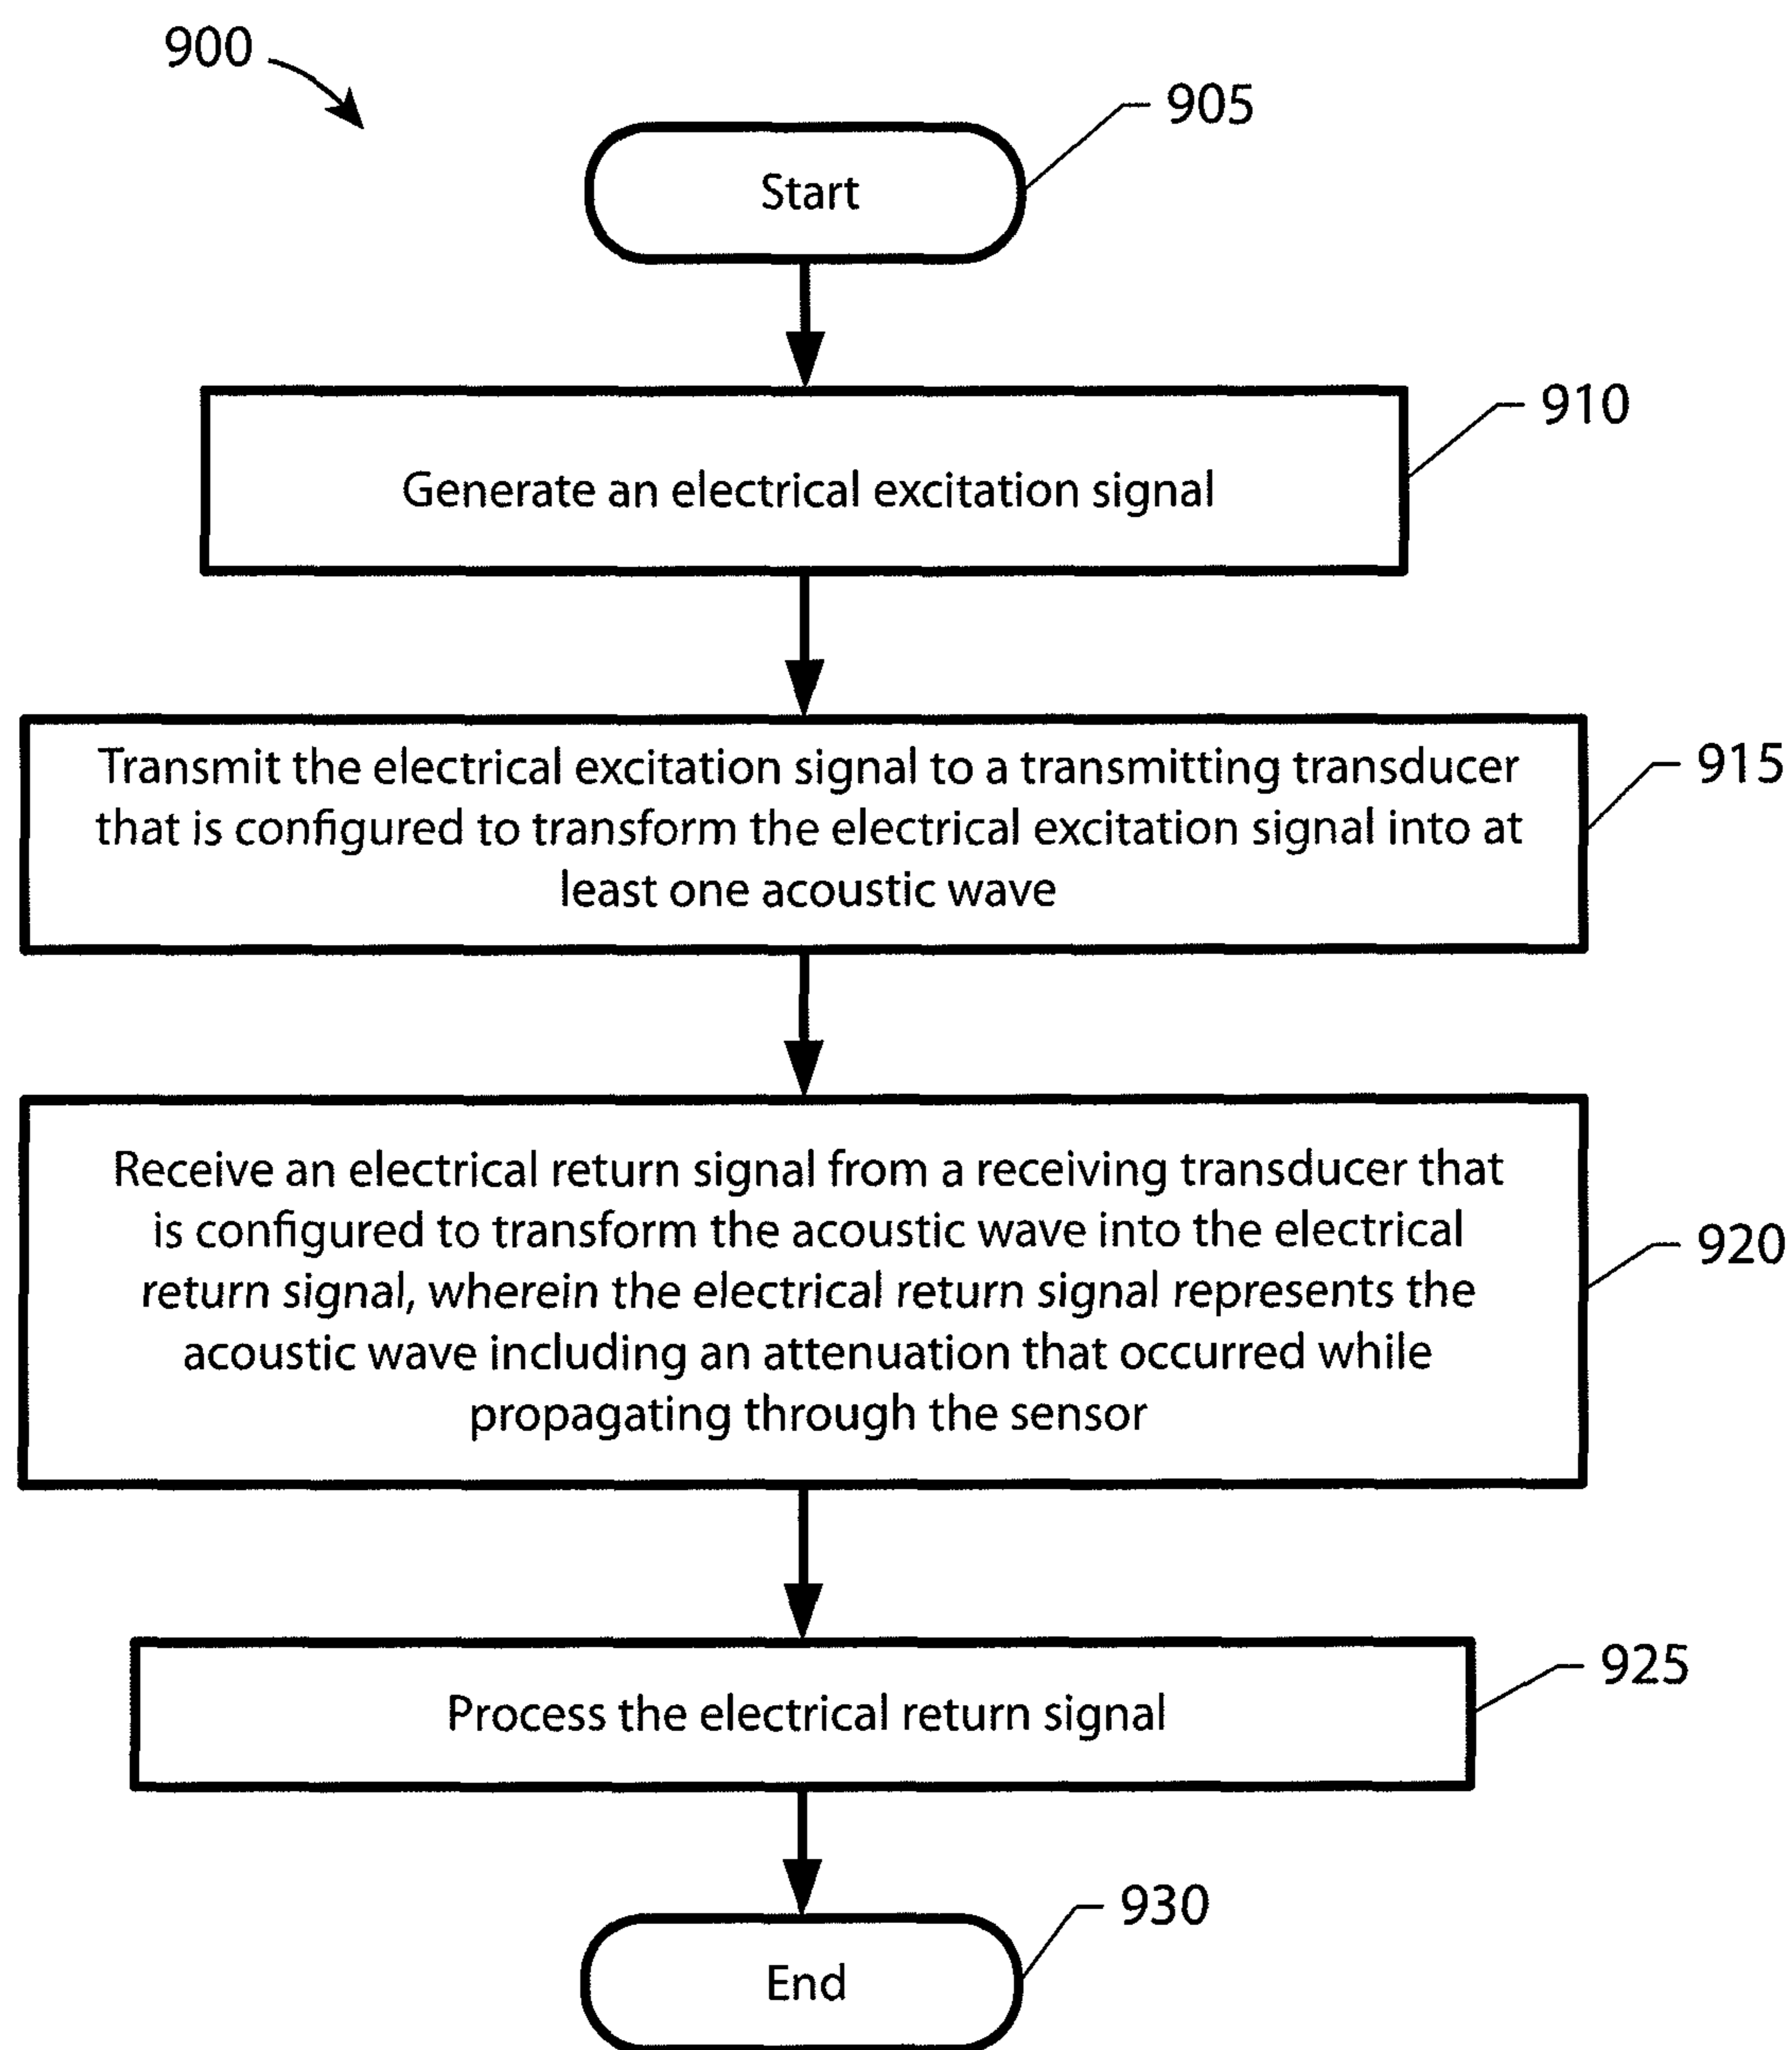 900
905
Start
910
Generate an electrical excitation signal
915
Transmit the electrical excitation signal to a transmitting transducer
that is configured to transform the electrical excitation signal into at
least one acoustic wave
Receive an electrical return signal from a receiving transducer that
is configured to transform the acoustic wave into the electrical
920
return signal, wherein the electrical return signal represents the
acoustic wave including an attenuation that occurred while
propagating through the sensor
925
Process the electrical return signal
930
End